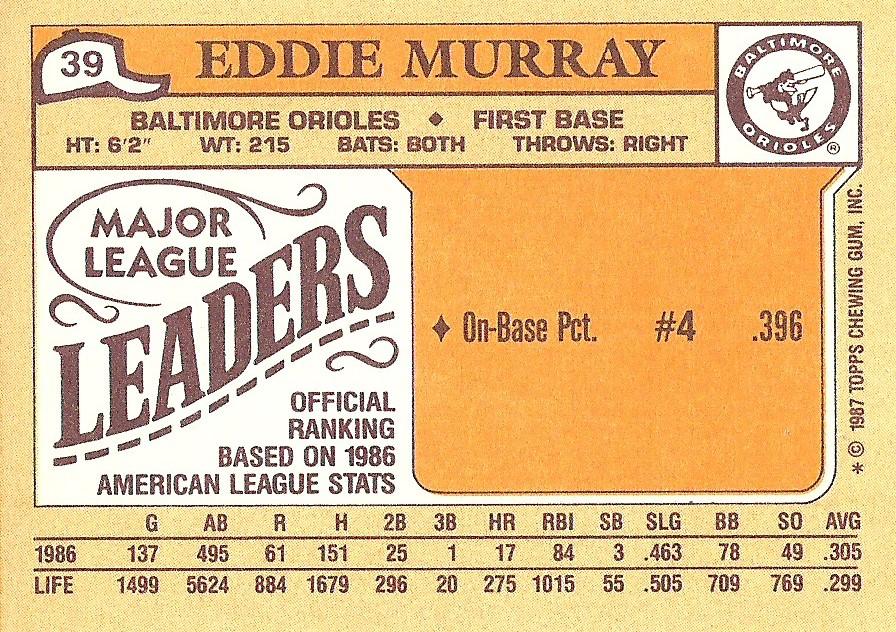 39
EDDIE MURRAY
BALTIMORE ORIOLES ♦ FIRST BASE
HT: 6'2" WT: 215 BATS: BOTH THROWS: RIGHT
BALTIMORE
ORIOLES
®
MAJOR
LEAGUE
LEADERS
OFFICIAL
RANKING
BASED ON 1986
AMERICAN LEAGUE STATS
♦ On-Base Pct. #4 .396
* © 1987 TOPPS CHEWING GUM, INC.
G AB R H 2B 3B HR RBI SB SLG BB SO AVG
1986 137 495 61 151 25 1 17 84 3 .463 78 49 .305
LIFE 1499 5624 884 1679 296 20 275 1015 55 .505 709 769 .299